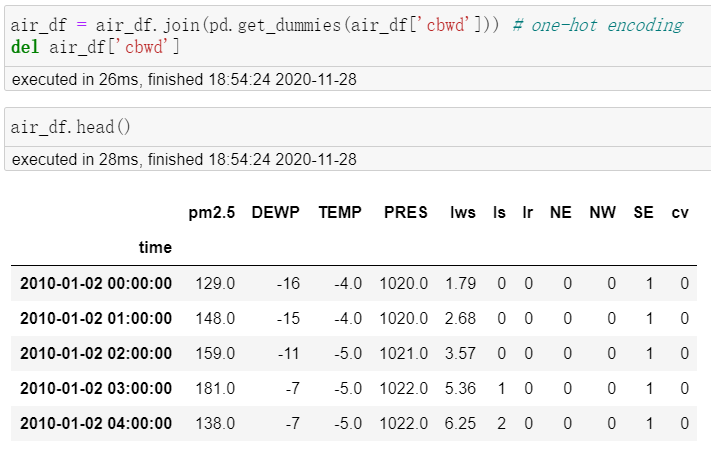 air_df = air_df.join(pd.get_dummies(air_df['cbwd'])) # one-hot encoding
del air_df['cbwd']
executed in 26ms, finished 18:54:24 2020-11-28
air_df.head()
executed in 28ms, finished 18:54:24 2020-11-28
pm2.5 DEWP TEMP PRES Iws Is Ir NE NW SE cv
time
2010-01-02 00:00:00 129.0 -16 -4.0 1020.0 1.79 0 0 0 0 1 0
2010-01-02 01:00:00 148.0 -15 -4.0 1020.0 2.68 0 0 0 0 1 0
2010-01-02 02:00:00 159.0 -11 -5.0 1021.0 3.57 0 0 0 0 1 0
2010-01-02 03:00:00 181.0 -7 -5.0 1022.0 5.36 1 0 0 0 1 0
2010-01-02 04:00:00 138.0 -7 -5.0 1022.0 6.25 2 0 0 0 1 0